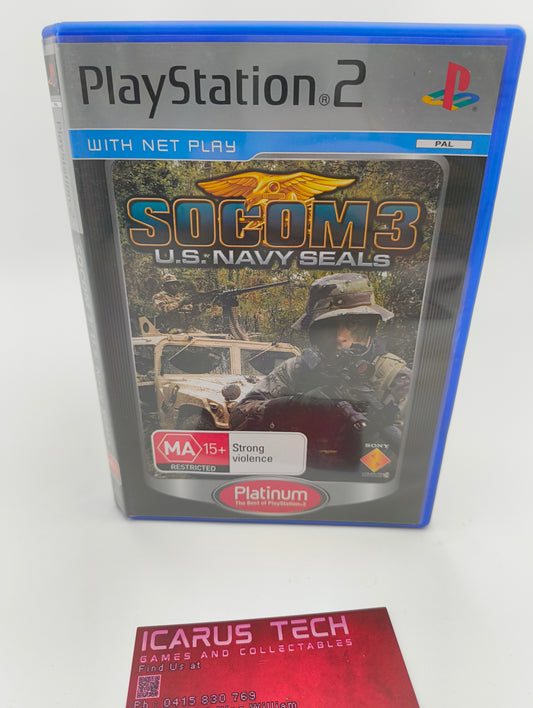 PlayStation®2
WITH NET PLAY
PAL
SOCOM 3
U.S. NAVY SEALs
MA 15+
RESTRICTED
Strong
violence
SONY
Platinum
The Best of PlayStation®2
ICARUS TECH
GAMES AND COLLECTABLES
Find Us at
Ph: 0415 830 769
William